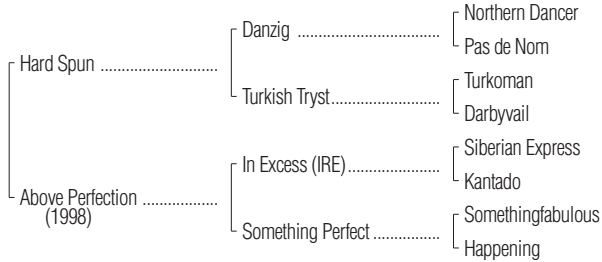 Northern Dancer
Danzig ........................................
Pas de Nom
Hard Spun .................................
Turkoman
Turkish Tryst...............................
Darbyvail
Siberian Express
In Excess (IRE)..........................
Kantado
Above Perfection .....................
(1998)
Somethingfabulous
Something Perfect ...................
Happening